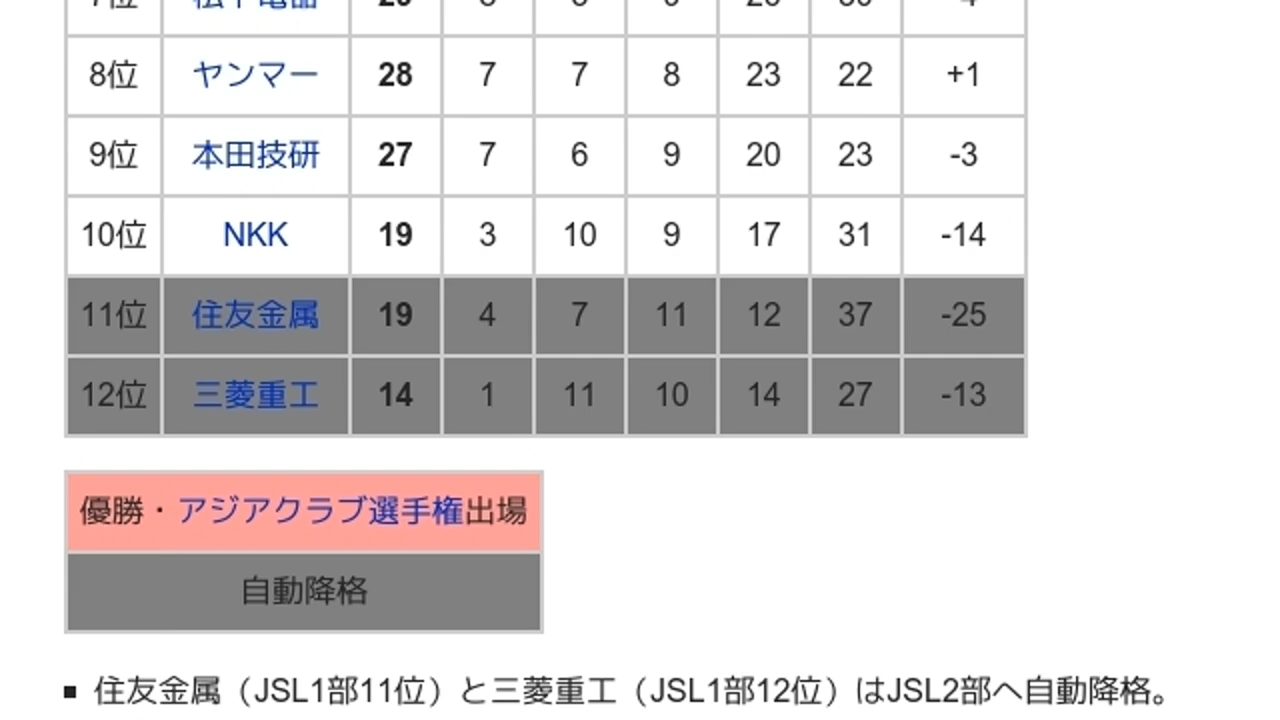 8位 ヤンマー 28 7 7 8 23 22 +1
9位 本田技研 27 7 6 9 20 23 -3
10位 NKK 19 3 10 9 17 31 -14
11位 住友金属 19 4 7 11 12 37 -25
12位 三菱重工 14 1 11 10 14 27 -13
優勝・アジアクラブ選手権出場
自動降格
▪ 住友金属（JSL1部11位）と三菱重工（JSL1部12位）はJSL2部へ自動降格。